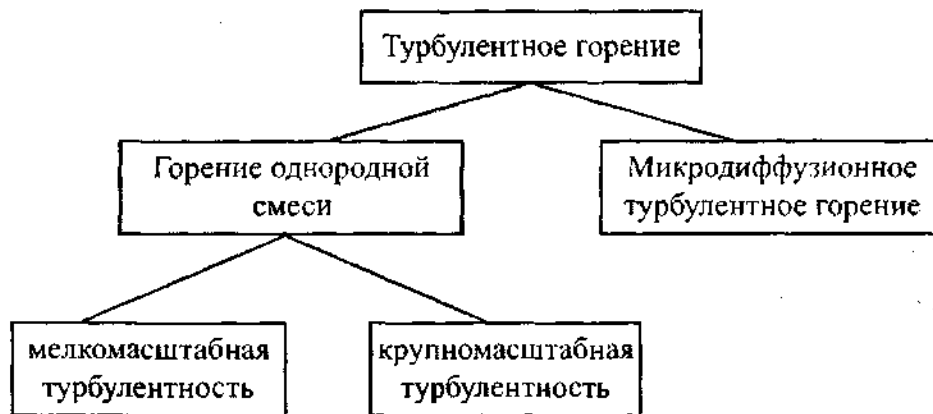 Турбулентное горение
Горение однородной
смеси
Микродиффузионное
турбулентное горение
мелкомасштабная
турбулентность
крупномасштабная
турбулентность